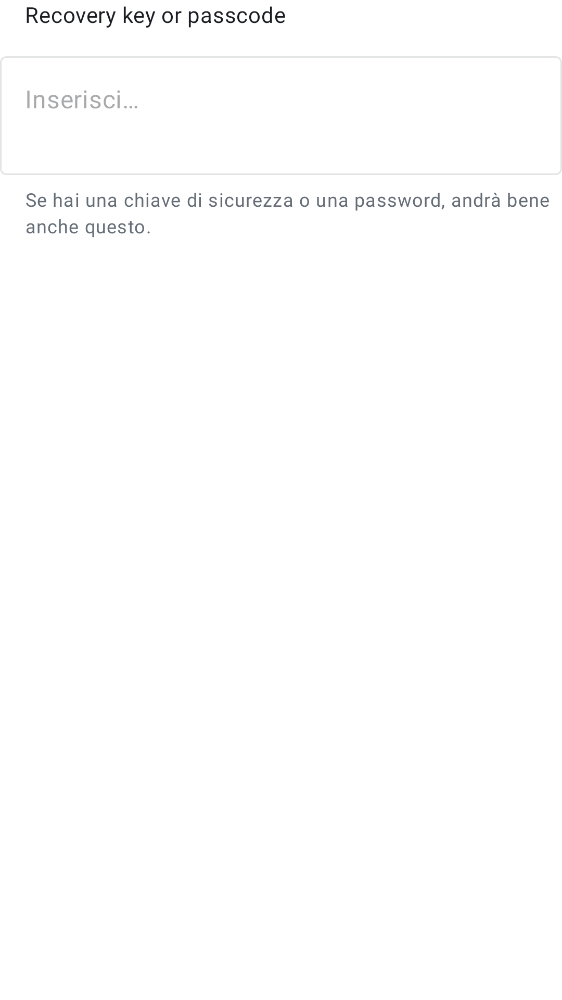 Recovery key or passcode
Inserisci…
Se hai una chiave di sicurezza o una password, andrà bene
anche questo.